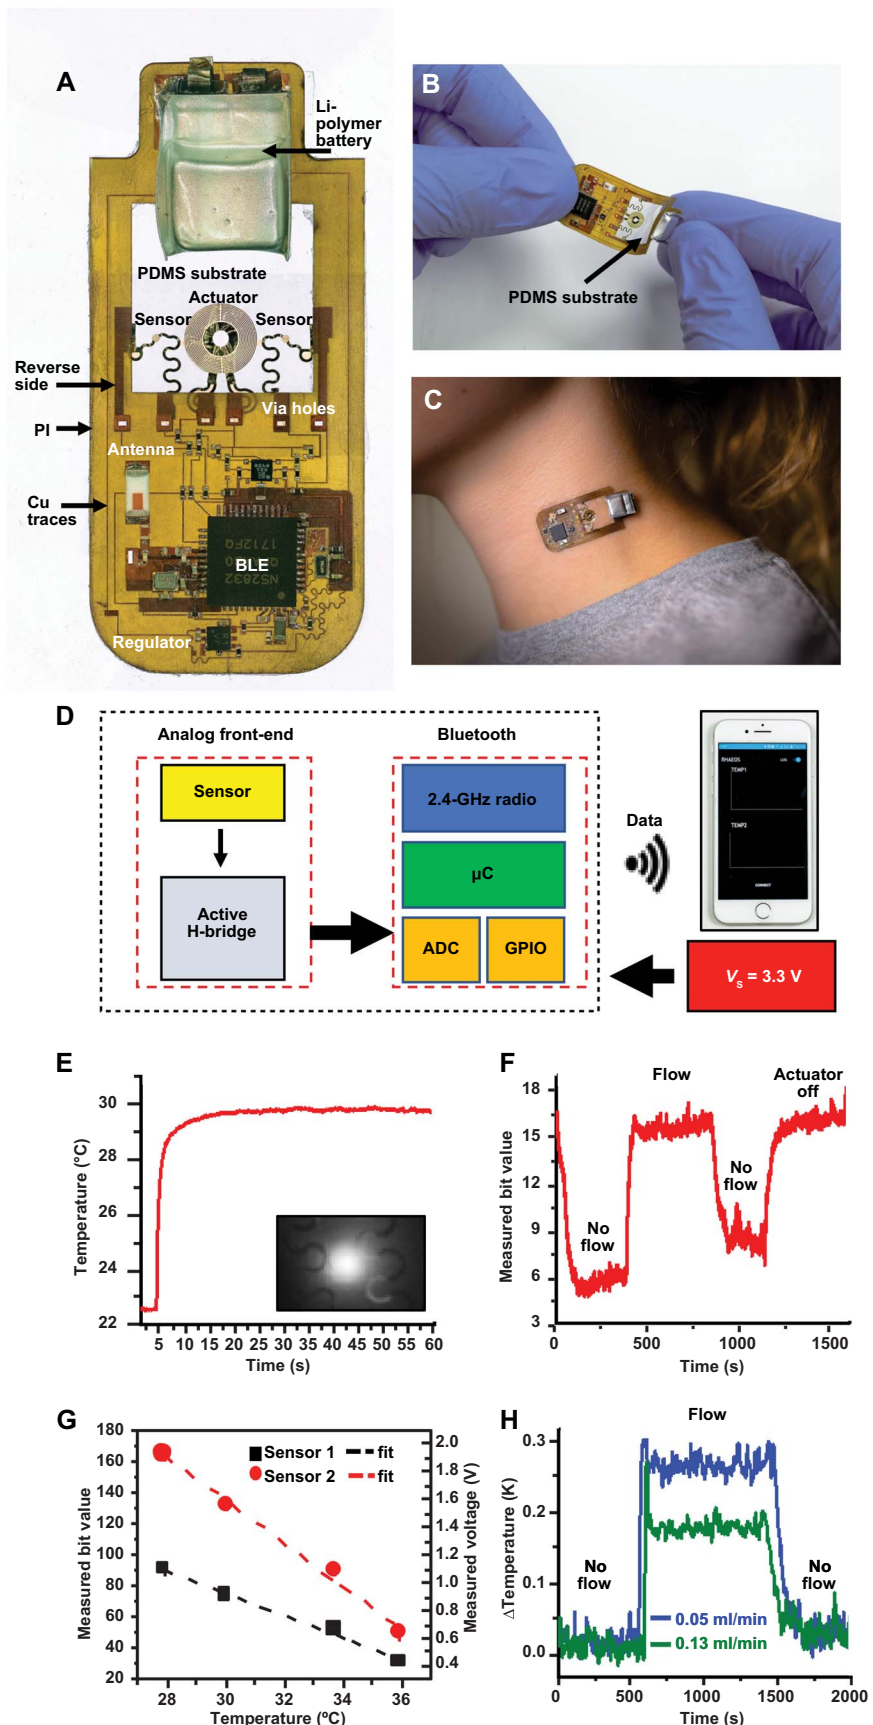 A
Li-
polymer
battery
PDMS substrate
Actuator
Sensor
Sensor
Reverse
side
Via holes
PI
Antenna
Cu
traces
BLE
1712FQ
NS2832
Regulator
B
PDMS substrate
C
D
Analog front-end
Bluetooth
Sensor
Active
H-bridge
2.4-GHz radio
µC
ADC
GPIO
Data
RHAEOS
TEMP1
TEMP2
CONNECT
VS = 3.3 V
E
Temperature (°C)
30
28
26
24
22
5 10 15 20 25 30 35 40 45 50 55 60
Time (s)
F
Flow
Actuator
off
No
flow
No
flow
Measured bit value
18
15
12
9
6
3
0 500 1000 1500
Time (s)
G
Measured bit value
180
160
140
120
100
80
60
40
20
Sensor 1 fit
Sensor 2 fit
2.0
1.8
1.6
1.4
1.2
1.0
0.8
0.6
0.4
Measured voltage (V)
28 30 32 34 36
Temperature (ºC)
H
Flow
ΔTemperature (K)
0.3
0.2
0.1
0.0
No
flow
No
flow
0.05 ml/min
0.13 ml/min
0 500 1000 1500 2000
Time (s)